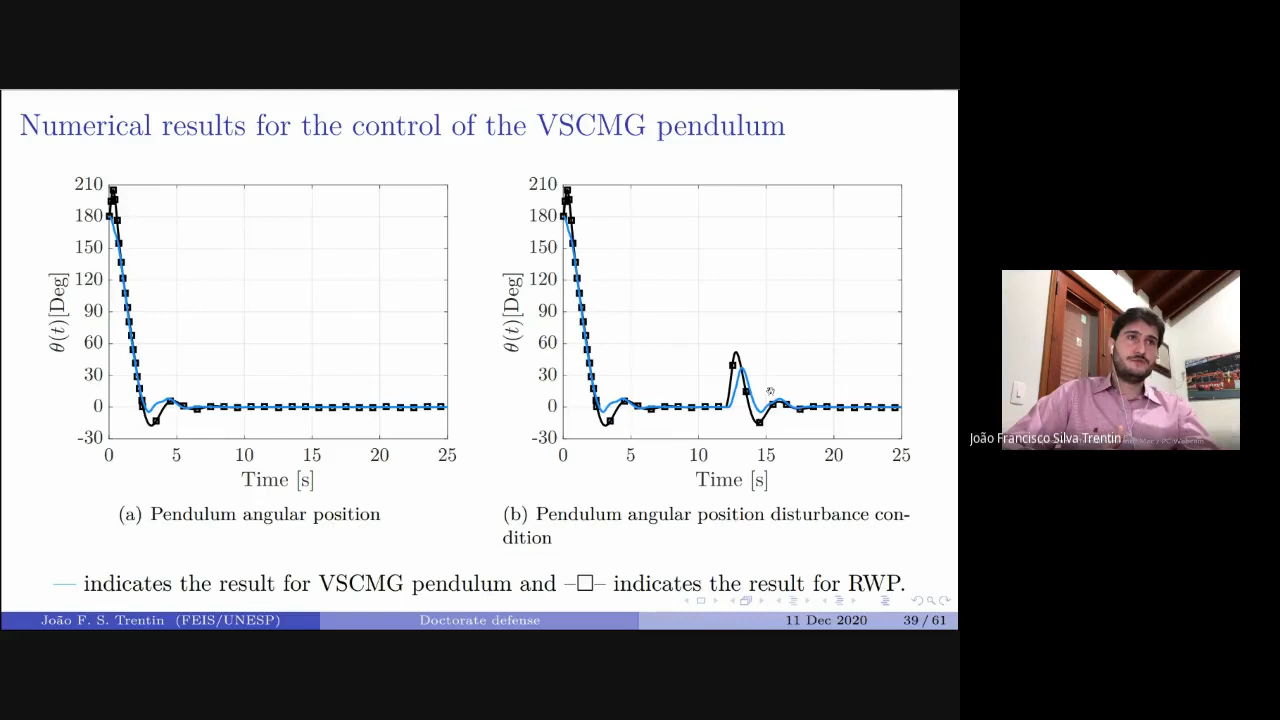 Numerical results for the control of the VSCMG pendulum
210
180
150
120
90
60
30
0
-30
θ(t)[Deg]
0 5 10 15 20 25
Time [s]
(a) Pendulum angular position
210
180
150
120
90
60
30
0
-30
θ(t)[Deg]
0 5 10 15 20 25
Time [s]
(b) Pendulum angular position disturbance con-
dition
— indicates the result for VSCMG pendulum and –□– indicates the result for RWP.
João F. S. Trentin (FEIS/UNESP) Doctorate defense 11 Dec 2020 39 / 61
João Francisco Silva Trentin